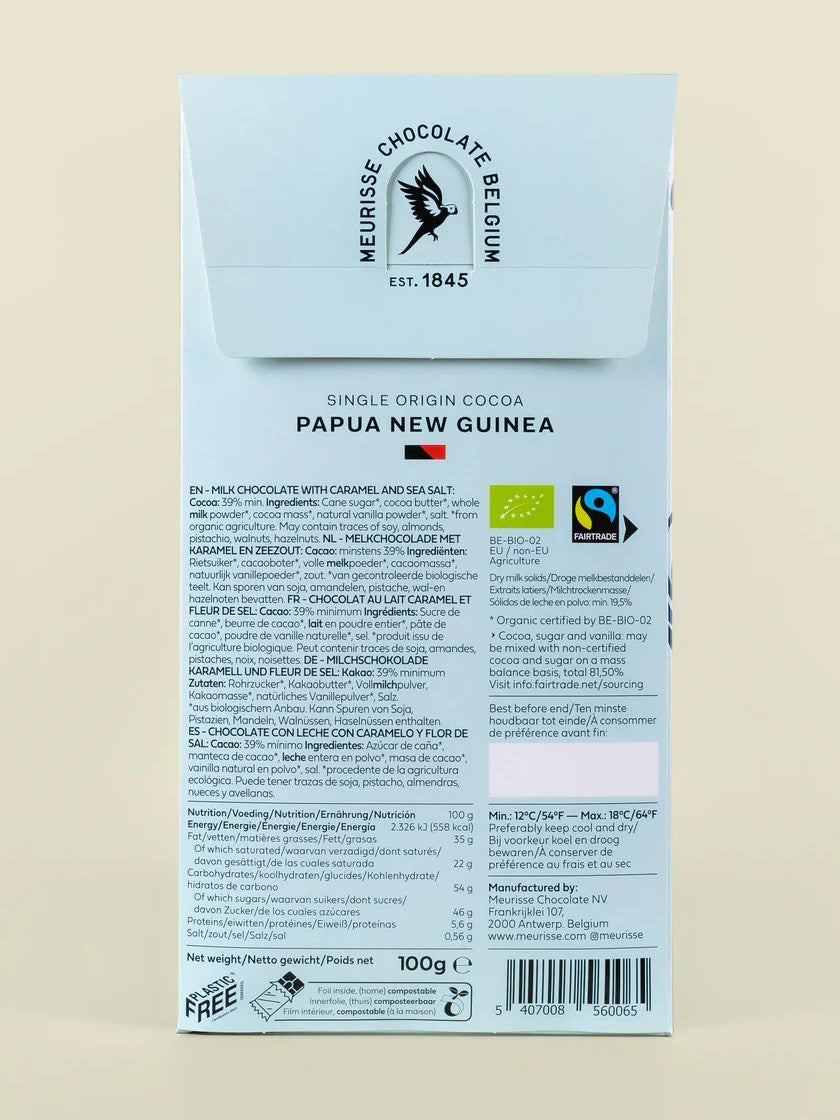 MEURISSE CHOCOLATE BELGIUM
EST. 1845
SINGLE ORIGIN COCOA
PAPUA NEW GUINEA
EN - MILK CHOCOLATE WITH CARAMEL AND SEA SALT:
Cocoa: 39% min. Ingredients: Cane sugar*, cocoa butter*, whole
milk powder*, cocoa mass*, natural vanilla powder*, salt. *from
organic agriculture. May contain traces of soy, almonds,
pistachio, walnuts, hazelnuts. NL - MELKCHOCOLADE MET
KARAMEL EN ZEEZOUT: Cacao: minstens 39% Ingrediënten:
Rietsuiker*, cacaoboter*, volle melkpoeder*, cacaomassa*,
natuurlijk vanillepoeder*, zout. *van gecontroleerde biologische
teelt. Kan sporen van soja, amandelen, pistache, wal-en
hazelnoten bevatten. FR - CHOCOLAT AU LAIT CARAMEL ET
FLEUR DE SEL: Cacao: 39% minimum Ingrédients: Sucre de
canne*, beurre de cacao*, lait en poudre entier*, pâte de
cacao*, poudre de vanille naturelle*, sel. *produit issu de
l'agriculture biologique. Peut contenir traces de soja, amandes,
pistaches, noix, noisettes. DE - MILCHSCHOKOLADE
KARAMELL UND FLEUR DE SEL: Kakao: 39% minimum
Zutaten: Rohrzucker*, Kakaobutter*, Vollmilchpulver,
Kakaomasse*, natürliches Vanillepulver*, Salz.
*aus biologischem Anbau. Kann Spuren von Soja,
Pistazien, Mandeln, Walnüssen, Haselnüssen enthalten.
ES - CHOCOLATE CON LECHE CON CARAMELO Y FLOR DE
SAL: Cacao: 39% mínimo Ingredientes: Azúcar de caña*,
manteca de cacao*, leche entera en polvo*, masa de cacao*,
vainilla natural en polvo*, sal. *procedente de la agricultura
ecológica. Puede tener trazas de soja, pistacho, almendras,
nueces y avellanas.
Nutrition/Voeding/Nutrition/Ernährung/Nutrición 100 g
Energy/Energie/Énergie/Energie/Energía 2.326 kJ (558 kcal)
Fat/vetten/matières grasses/Fett/grasas 35 g
Of which saturated/waarvan verzadigd/dont saturés/
davon gesättigt/de las cuales saturada 22 g
Carbohydrates/koolhydraten/glucides/Kohlenhydrate/
hidratos de carbono 54 g
Of which sugars/waarvan suikers/dont sucres/
davon Zucker/de los cuales azúcares 46 g
Proteins/eiwitten/protéines/Eiweiß/proteínas 5,6 g
Salt/zout/sel/Salz/sal 0,56 g
Net weight/Netto gewicht/Poids net 100g ℮
PLASTIC
FREE
Foil inside, (home) compostable
Innerfolie, (thuis) composteerbaar
Film intérieur, compostable (à la maison)
FAIRTRADE
BE-BIO-02
EU / non-EU
Agriculture
Dry milk solids/Droge melkbestanddelen/
Extraits latiers/Milchtrockenmasse/
Sólidos de leche en polvo: min. 19,5%
* Organic certified by BE-BIO-02
Cocoa, sugar and vanilla: may
be mixed with non-certified
cocoa and sugar on a mass
balance basis, total 81,50%
Visit info.fairtrade.net/sourcing
Best before end/Ten minste
houdbaar tot einde/À consommer
de préférence avant fin:
Min.: 12ºC/54ºF — Max.: 18ºC/64ºF
Preferably keep cool and dry/
Bij voorkeur koel en droog
bewaren/À conserver de
préférence au frais et au sec
Manufactured by:
Meurisse Chocolate NV
Frankrijklei 107,
2000 Antwerp. Belgium
www.meurisse.com @meurisse
5 407008 560065